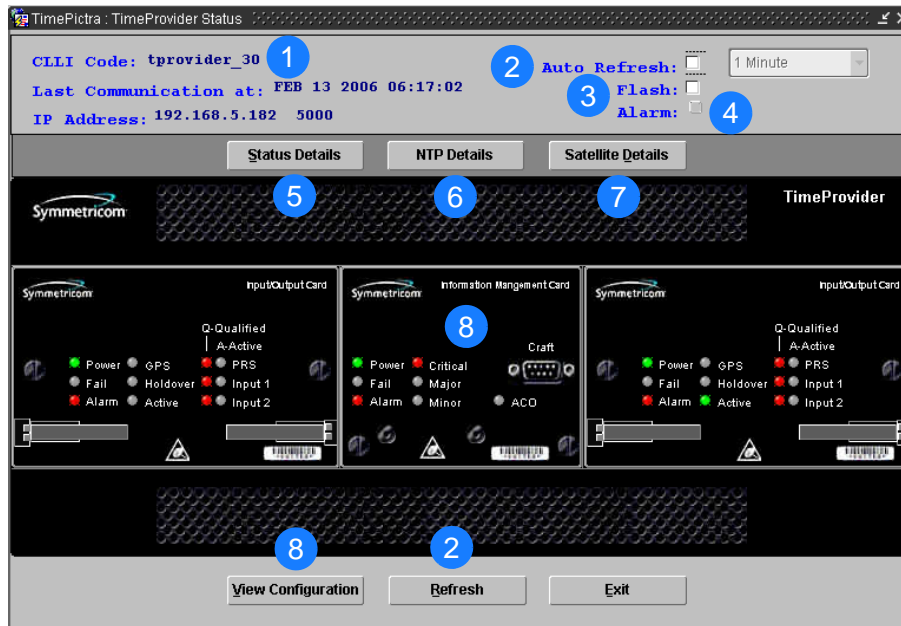 TimePictra : TimeProvider Status
CLLI Code: tprovider_30 1
2 Auto Refresh: 1 Minute
Last Communication at: FEB 13 2006 06:17:02
3 Flash:
IP Address: 192.168.5.182 5000
Alarm: 4
Status Details NTP Details Satellite Details
5 6 7
Symmetricom TimeProvider
Symmetricom Input/Output Card
Q-Qualified
A-Active
Power GPS PRS
Fail Holdover Input 1
Alarm Active Input 2
Symmetricom Information Mangement Card
8
Craft
Power Critical
Fail Major
Alarm Minor ACO
Symmetricom Input/Output Card
Q-Qualified
A-Active
Power GPS PRS
Fail Holdover Input 1
Alarm Active Input 2
8 2
View Configuration Refresh Exit